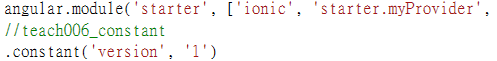 angular.module('starter', ['ionic', 'starter.myProvider',
//teach006_constant
.constant('version', '1')